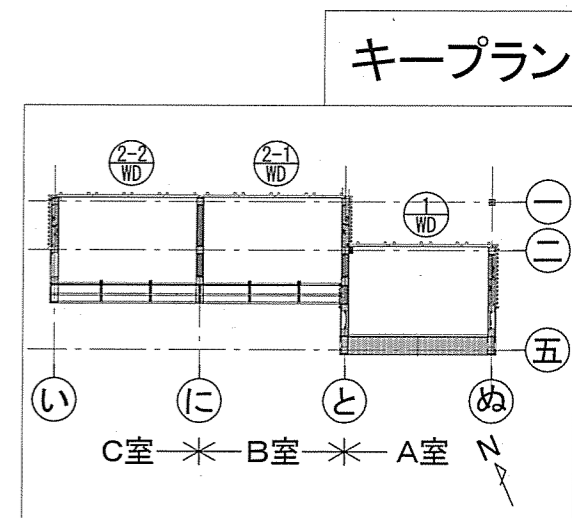 キープラン
2-2
WD
2-1
WD
1
WD
一
二
五
い
に
と
ぬ
C室
B室
A室
N